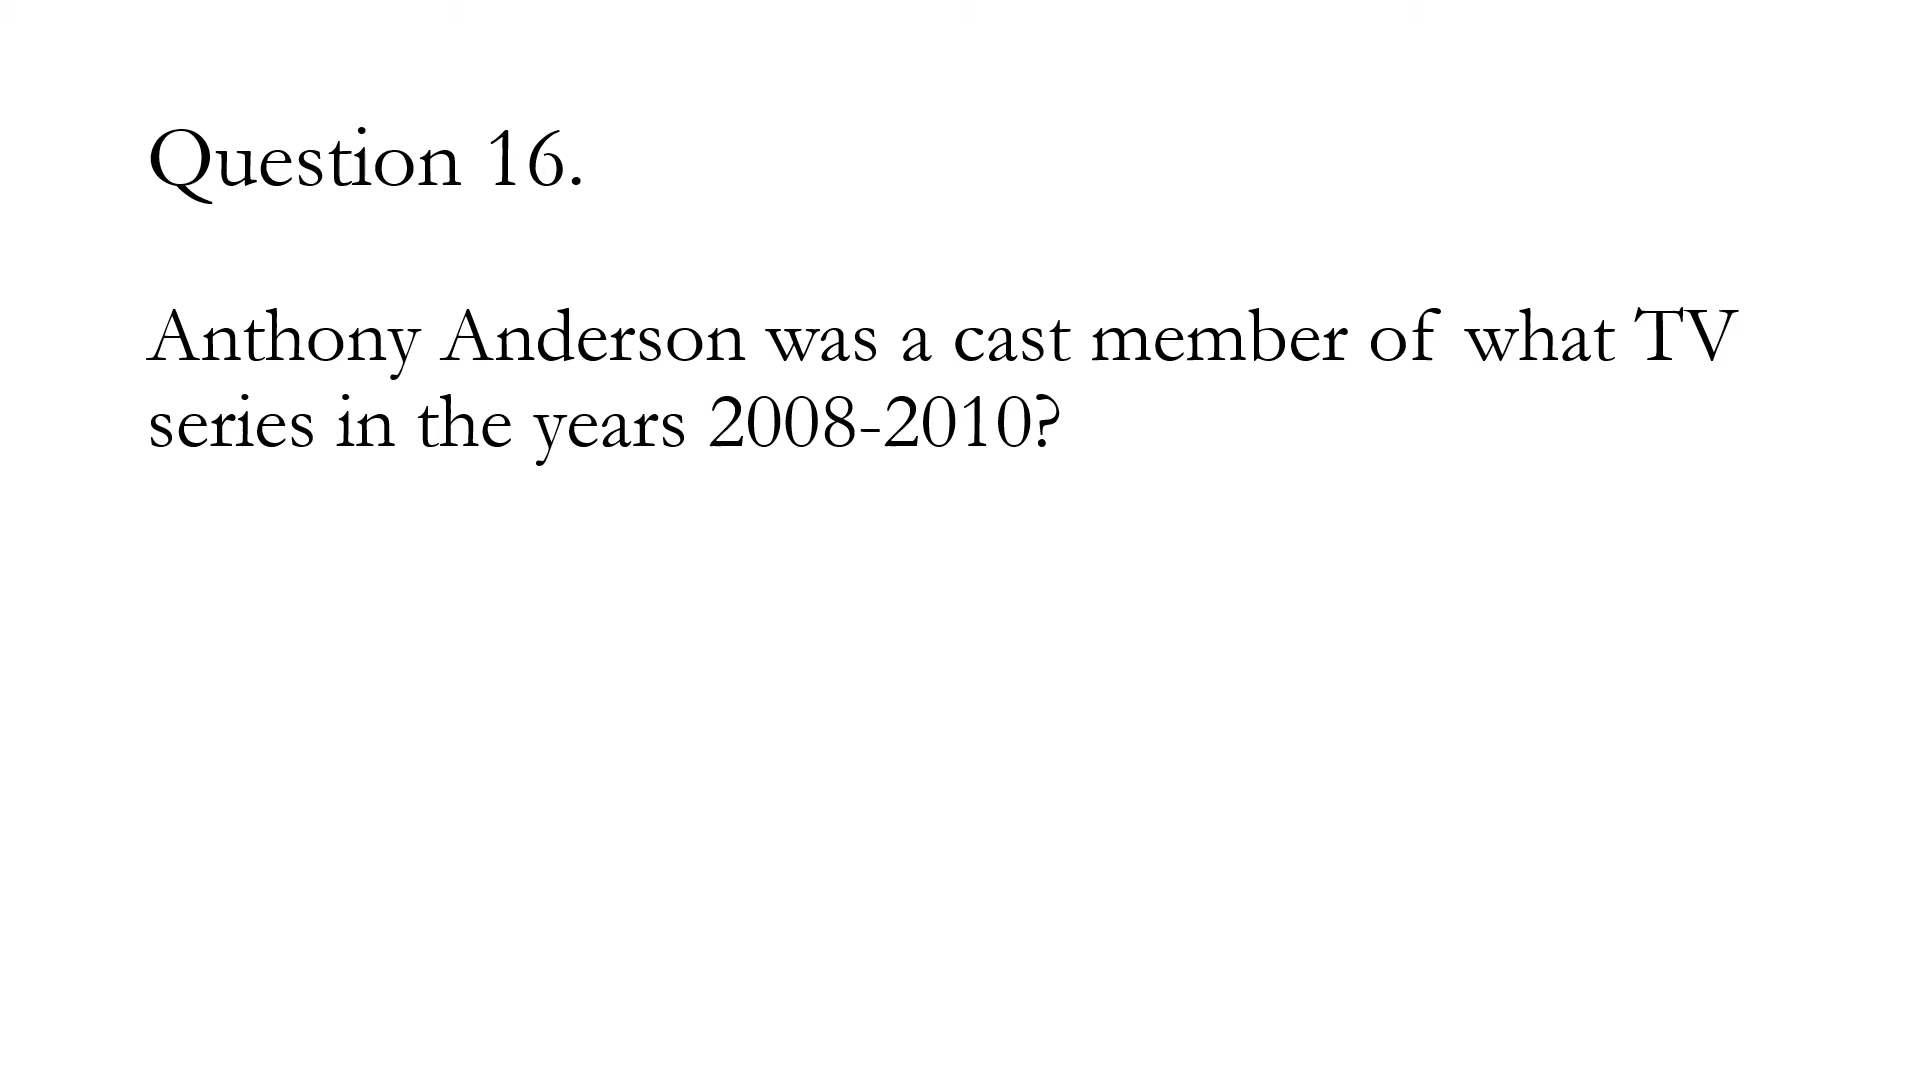 Question 16.
Anthony Anderson was a cast member of what TV
series in the years 2008-2010?